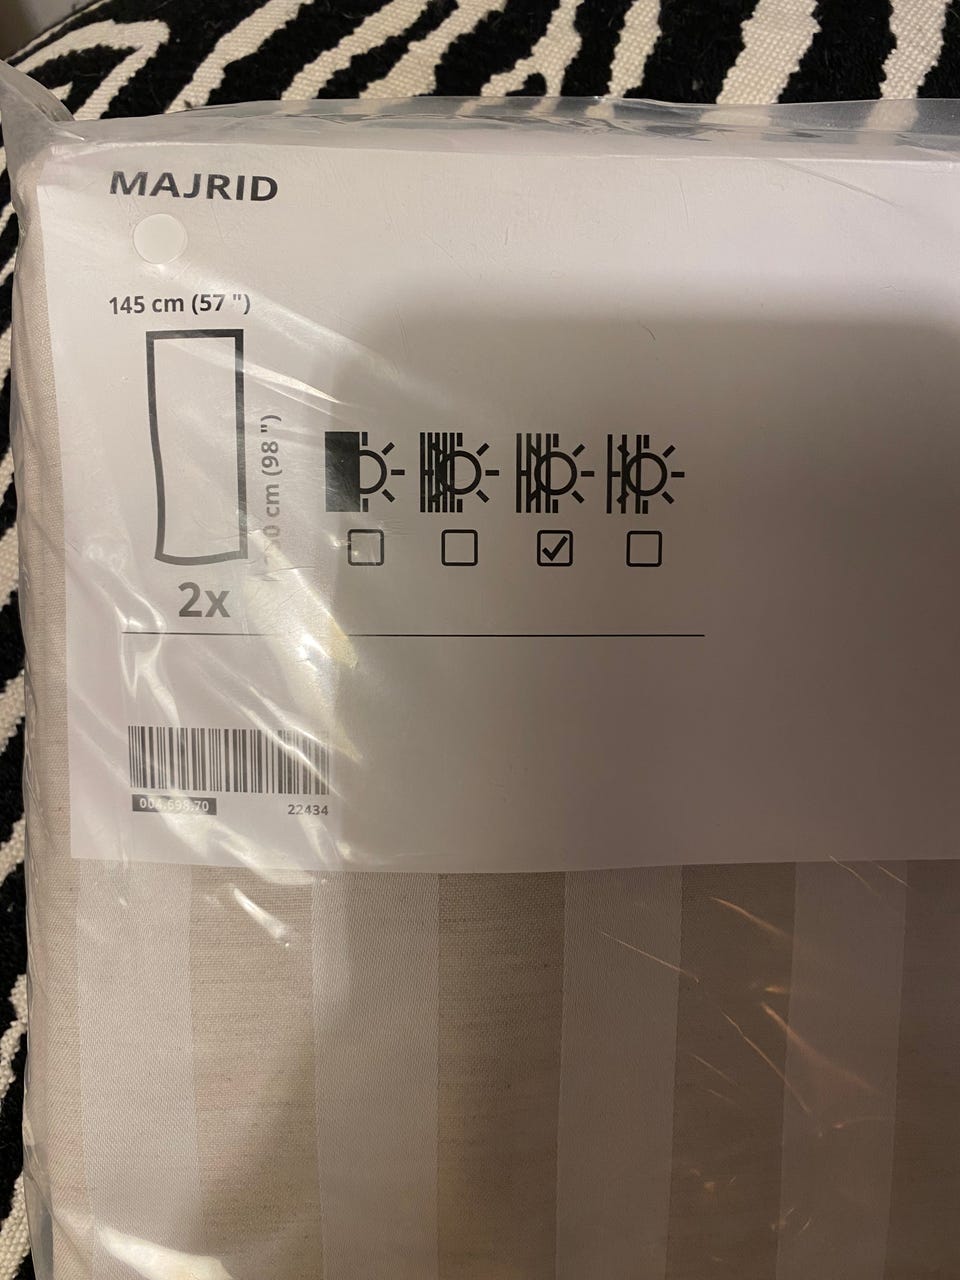 MAJRID
145 cm (57 ")
cm (98 ")
2x
004.698.70
22434